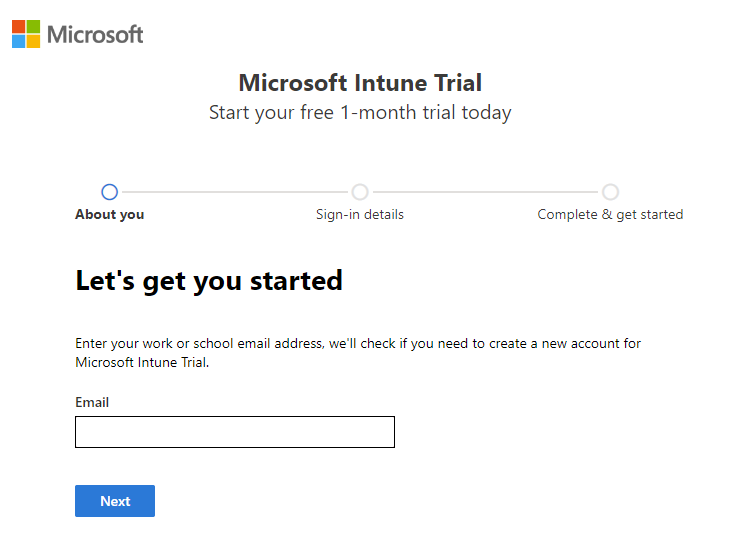 Microsoft
Microsoft Intune Trial
Start your free 1-month trial today
About you
Sign-in details
Complete & get started
Let's get you started
Enter your work or school email address, we'll check if you need to create a new account for
Microsoft Intune Trial.
Email
Next